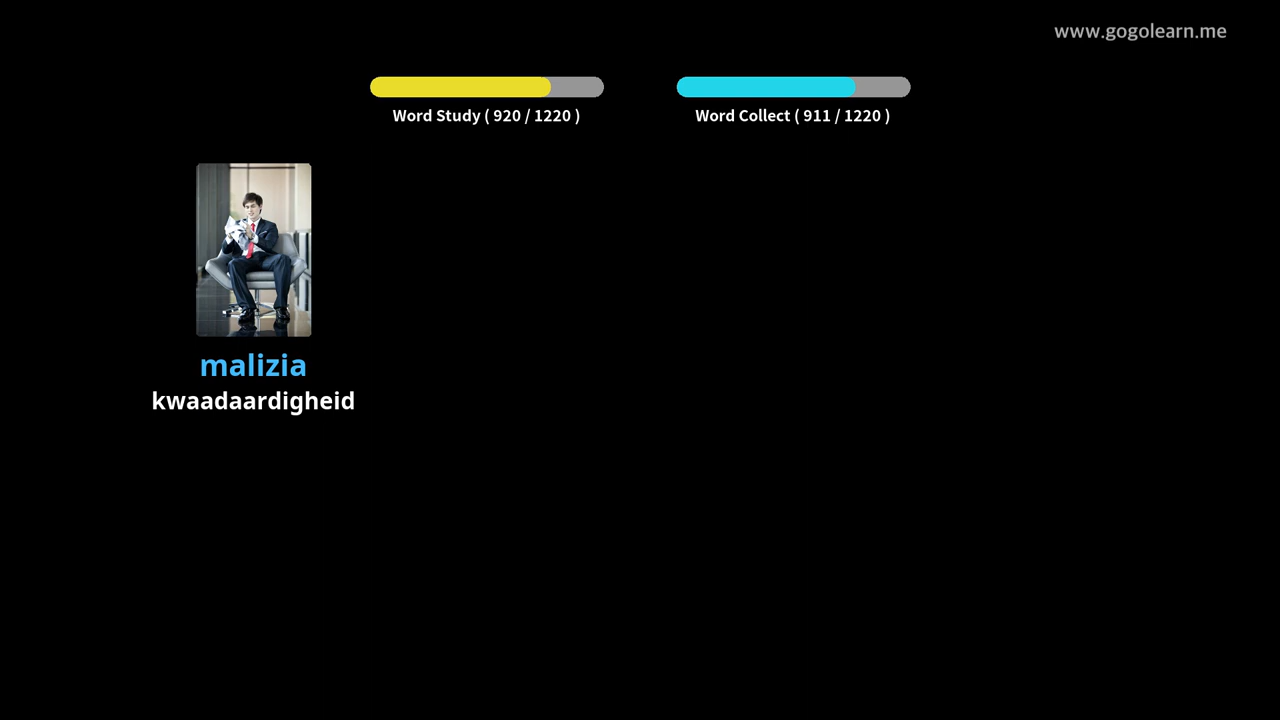 www.gogolearn.me
Word Study ( 920 / 1220 )
Word Collect ( 911 / 1220 )
malizia
kwaadaardigheid